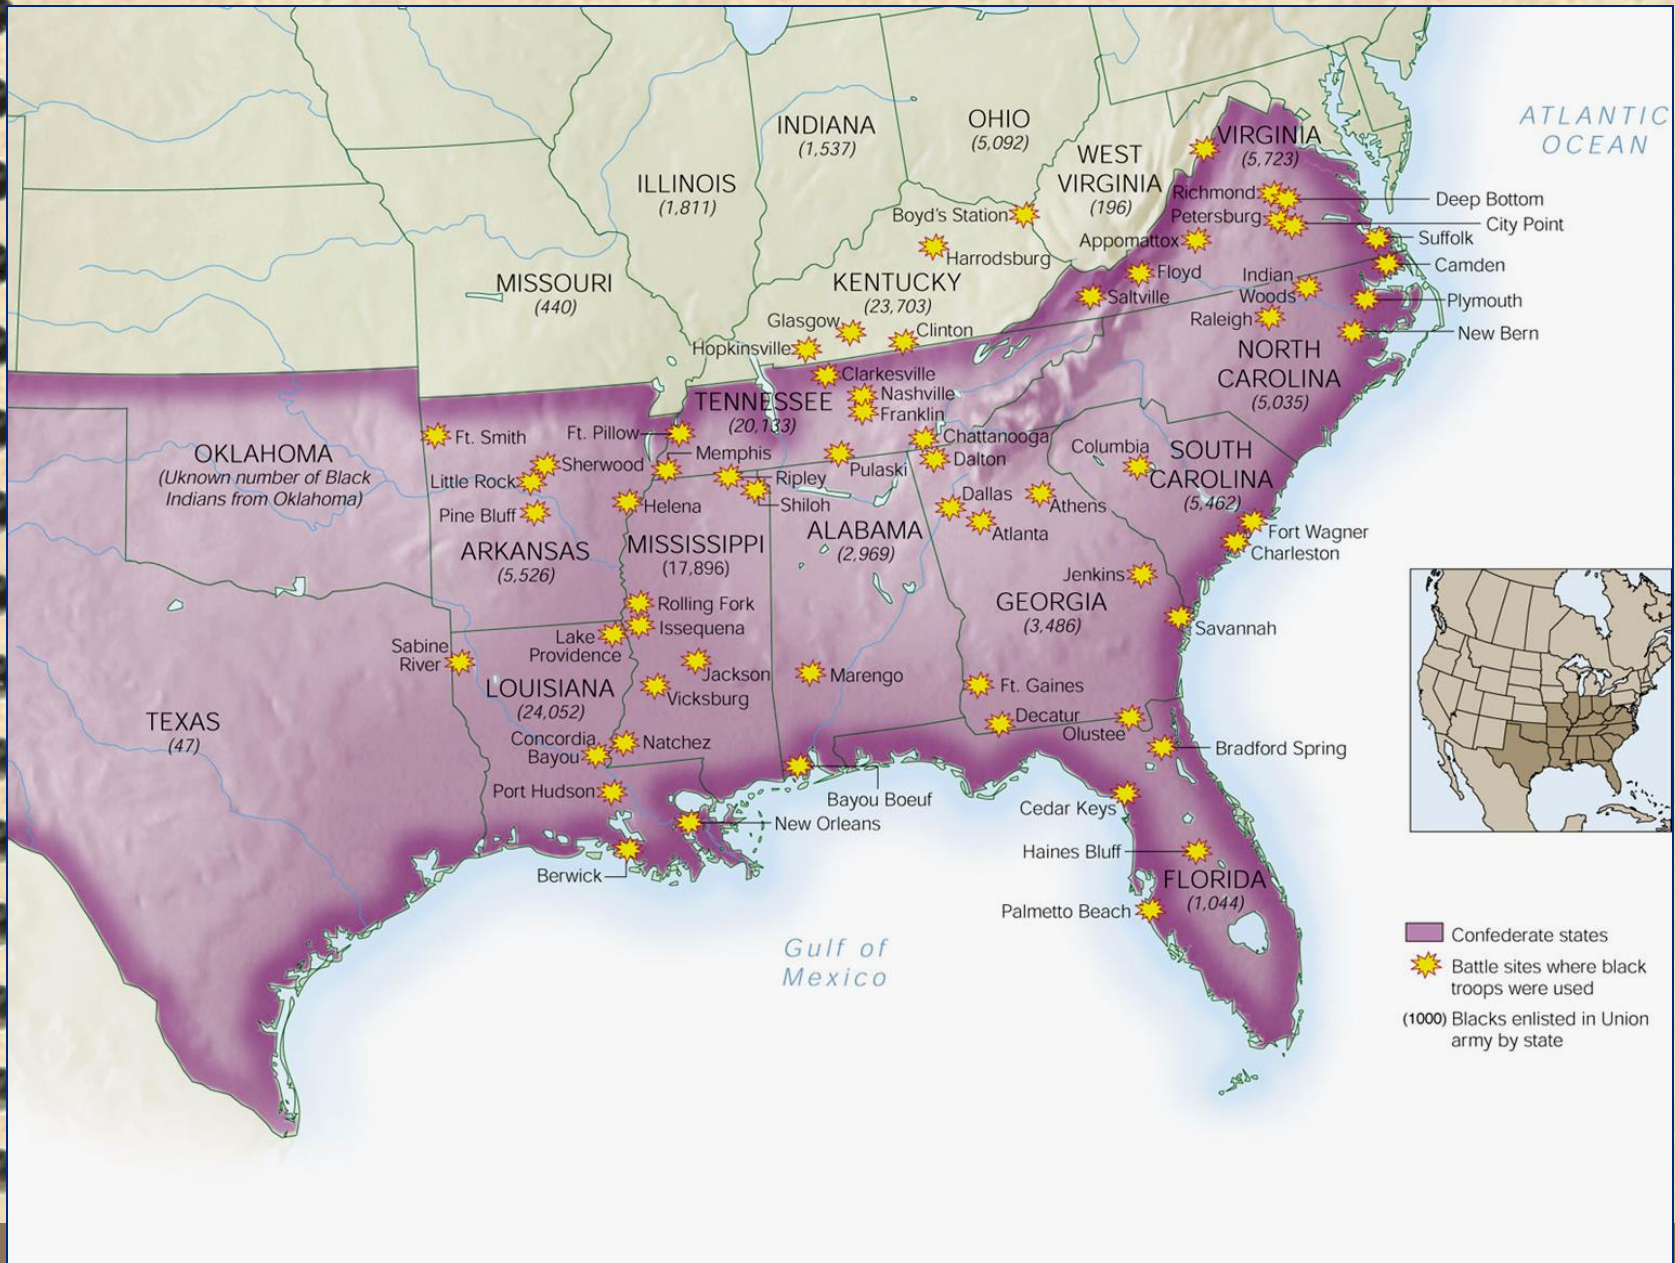 ATLANTIC
OCEAN
INDIANA
(1,537)
OHIO
(5,092)
VIRGINIA
(5,723)
WEST
VIRGINIA
(196)
ILLINOIS
(1,811)
Richmond
Deep Bottom
Petersburg
City Point
Boyd's Station
Appomattox
Suffolk
Harrodsburg
Camden
MISSOURI
(440)
KENTUCKY
(23,703)
Floyd
Saltville
Indian
Woods
Plymouth
Raleigh
New Bern
Glasgow
Clinton
Hopkinsville
NORTH
CAROLINA
(5,035)
Clarkesville
Nashville
Franklin
TENNESSEE
(20,133)
Ft. Smith
Ft. Pillow
Chattanooga
Dalton
Columbia
SOUTH
CAROLINA
(5,462)
OKLAHOMA
(Uknown number of Black
Indians from Oklahoma)
Sherwood
Memphis
Pulaski
Little Rock
Ripley
Shiloh
Pine Bluff
Helena
Dallas
Athens
Atlanta
Fort Wagner
Charleston
ARKANSAS
(5,526)
MISSISSIPPI
(17,896)
ALABAMA
(2,969)
Jenkins
GEORGIA
(3,486)
Rolling Fork
Issequena
Lake
Providence
Savannah
Sabine
River
Jackson
Vicksburg
Marengo
Ft. Gaines
LOUISIANA
(24,052)
Decatur
Olustee
TEXAS
(47)
Concordia
Bayou
Natchez
Bradford Spring
Port Hudson
Bayou Boeuf
Cedar Keys
New Orleans
Haines Bluff
Berwick
FLORIDA
(1,044)
Palmetto Beach
Gulf of
Mexico
Confederate states
Battle sites where black
troops were used
(1000) Blacks enlisted in Union
army by state